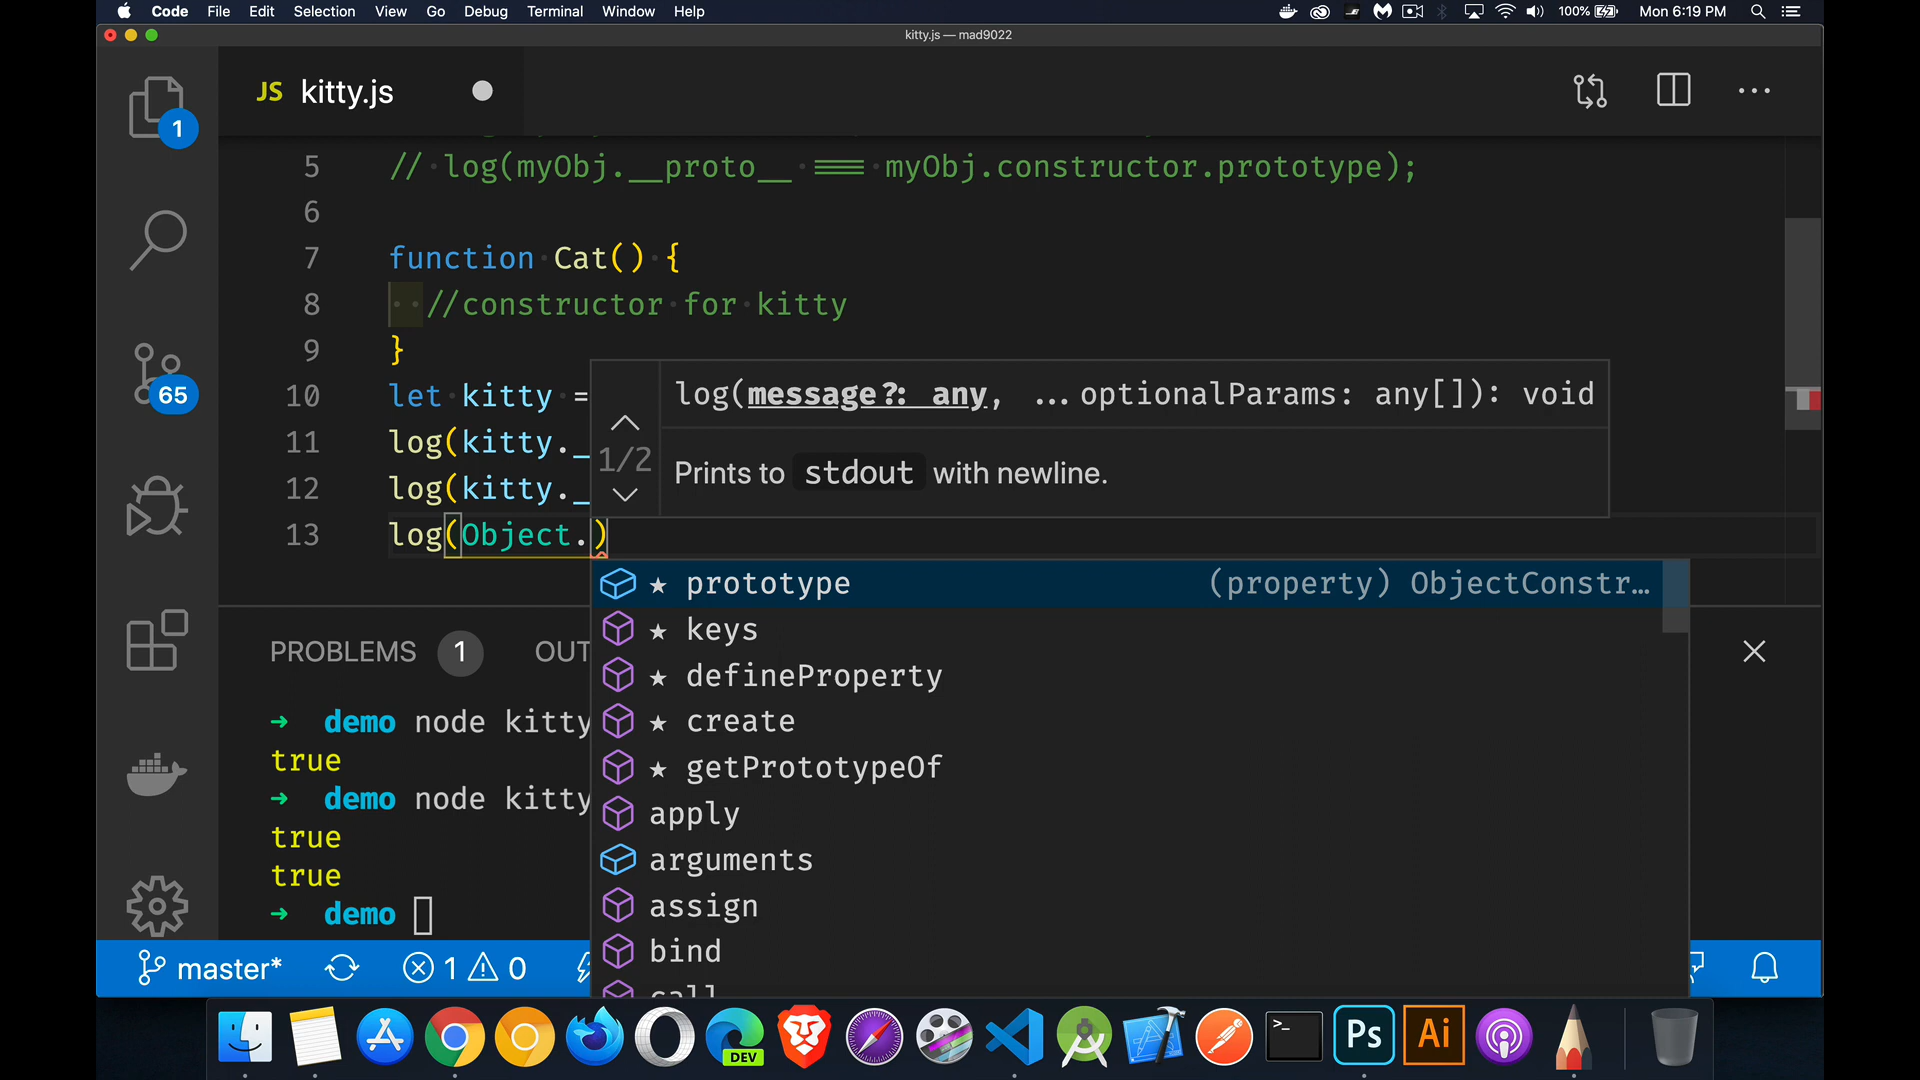 Code File Edit Selection View Go Debug Terminal Window Help 100% Mon 6:19 PM
kitty.js — mad9022
JS kitty.js
1
5 // log(myObj.__proto__ === myObj.constructor.prototype);
6
7 function Cat() {
8 //constructor for kitty
9 }
10 let kitty =
11 log(kitty._
12 log(kitty._
13 log(Object.)
65
log(message?: any, ...optionalParams: any[]): void
1/2
Prints to stdout with newline.
★ prototype (property) ObjectConstr...
★ keys
★ defineProperty
★ create
★ getPrototypeOf
apply
arguments
assign
bind
call
PROBLEMS 1 OUT
➜ demo node kitty
true
➜ demo node kitty
true
true
➜ demo
master* 1 0
DEV >_ Ps Ai